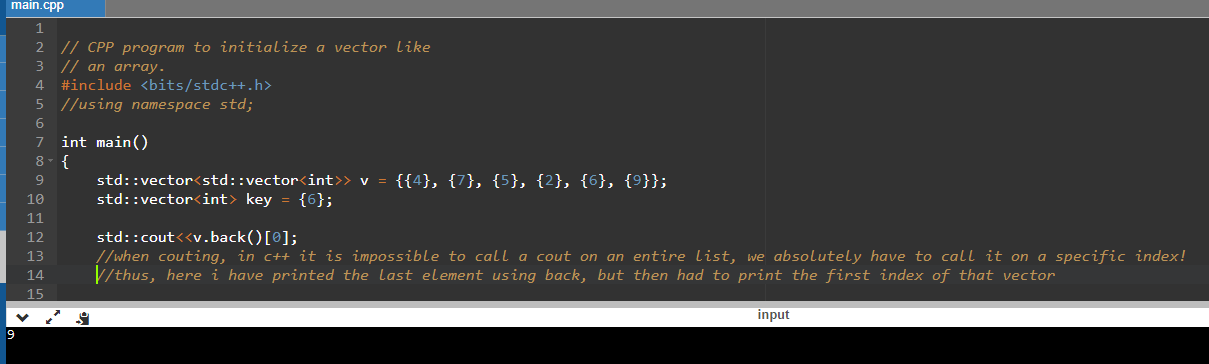 main.cpp
1
2 // CPP program to initialize a vector like
3 // an array.
4 #include <bits/stdc++.h>
5 //using namespace std;
6
7 int main()
8 {
9 std::vector<std::vector<int>> v = {{4}, {7}, {5}, {2}, {6}, {9}};
10 std::vector<int> key = {6};
11
12 std::cout<<v.back()[0];
13 //when couting, in c++ it is impossible to call a cout on an entire list, we absolutely have to call it on a specific index!
14 //thus, here i have printed the last element using back, but then had to print the first index of that vector
15
input
9